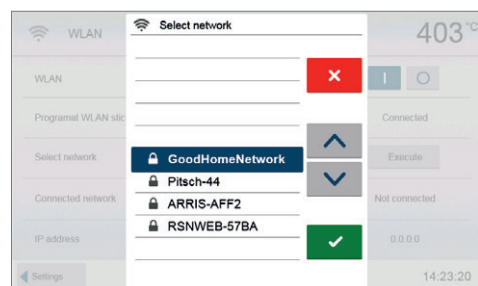 WLAN
Select network
403°C
WLAN
I O
Programat WLAN stic
Connected
Select network
Execute
GoodHomeNetwork
Pitsch-44
ARRIS-AFF2
RSNWEB-57BA
Connected network
Not connected
IP address
0.0.0.0
Settings
14:23:20